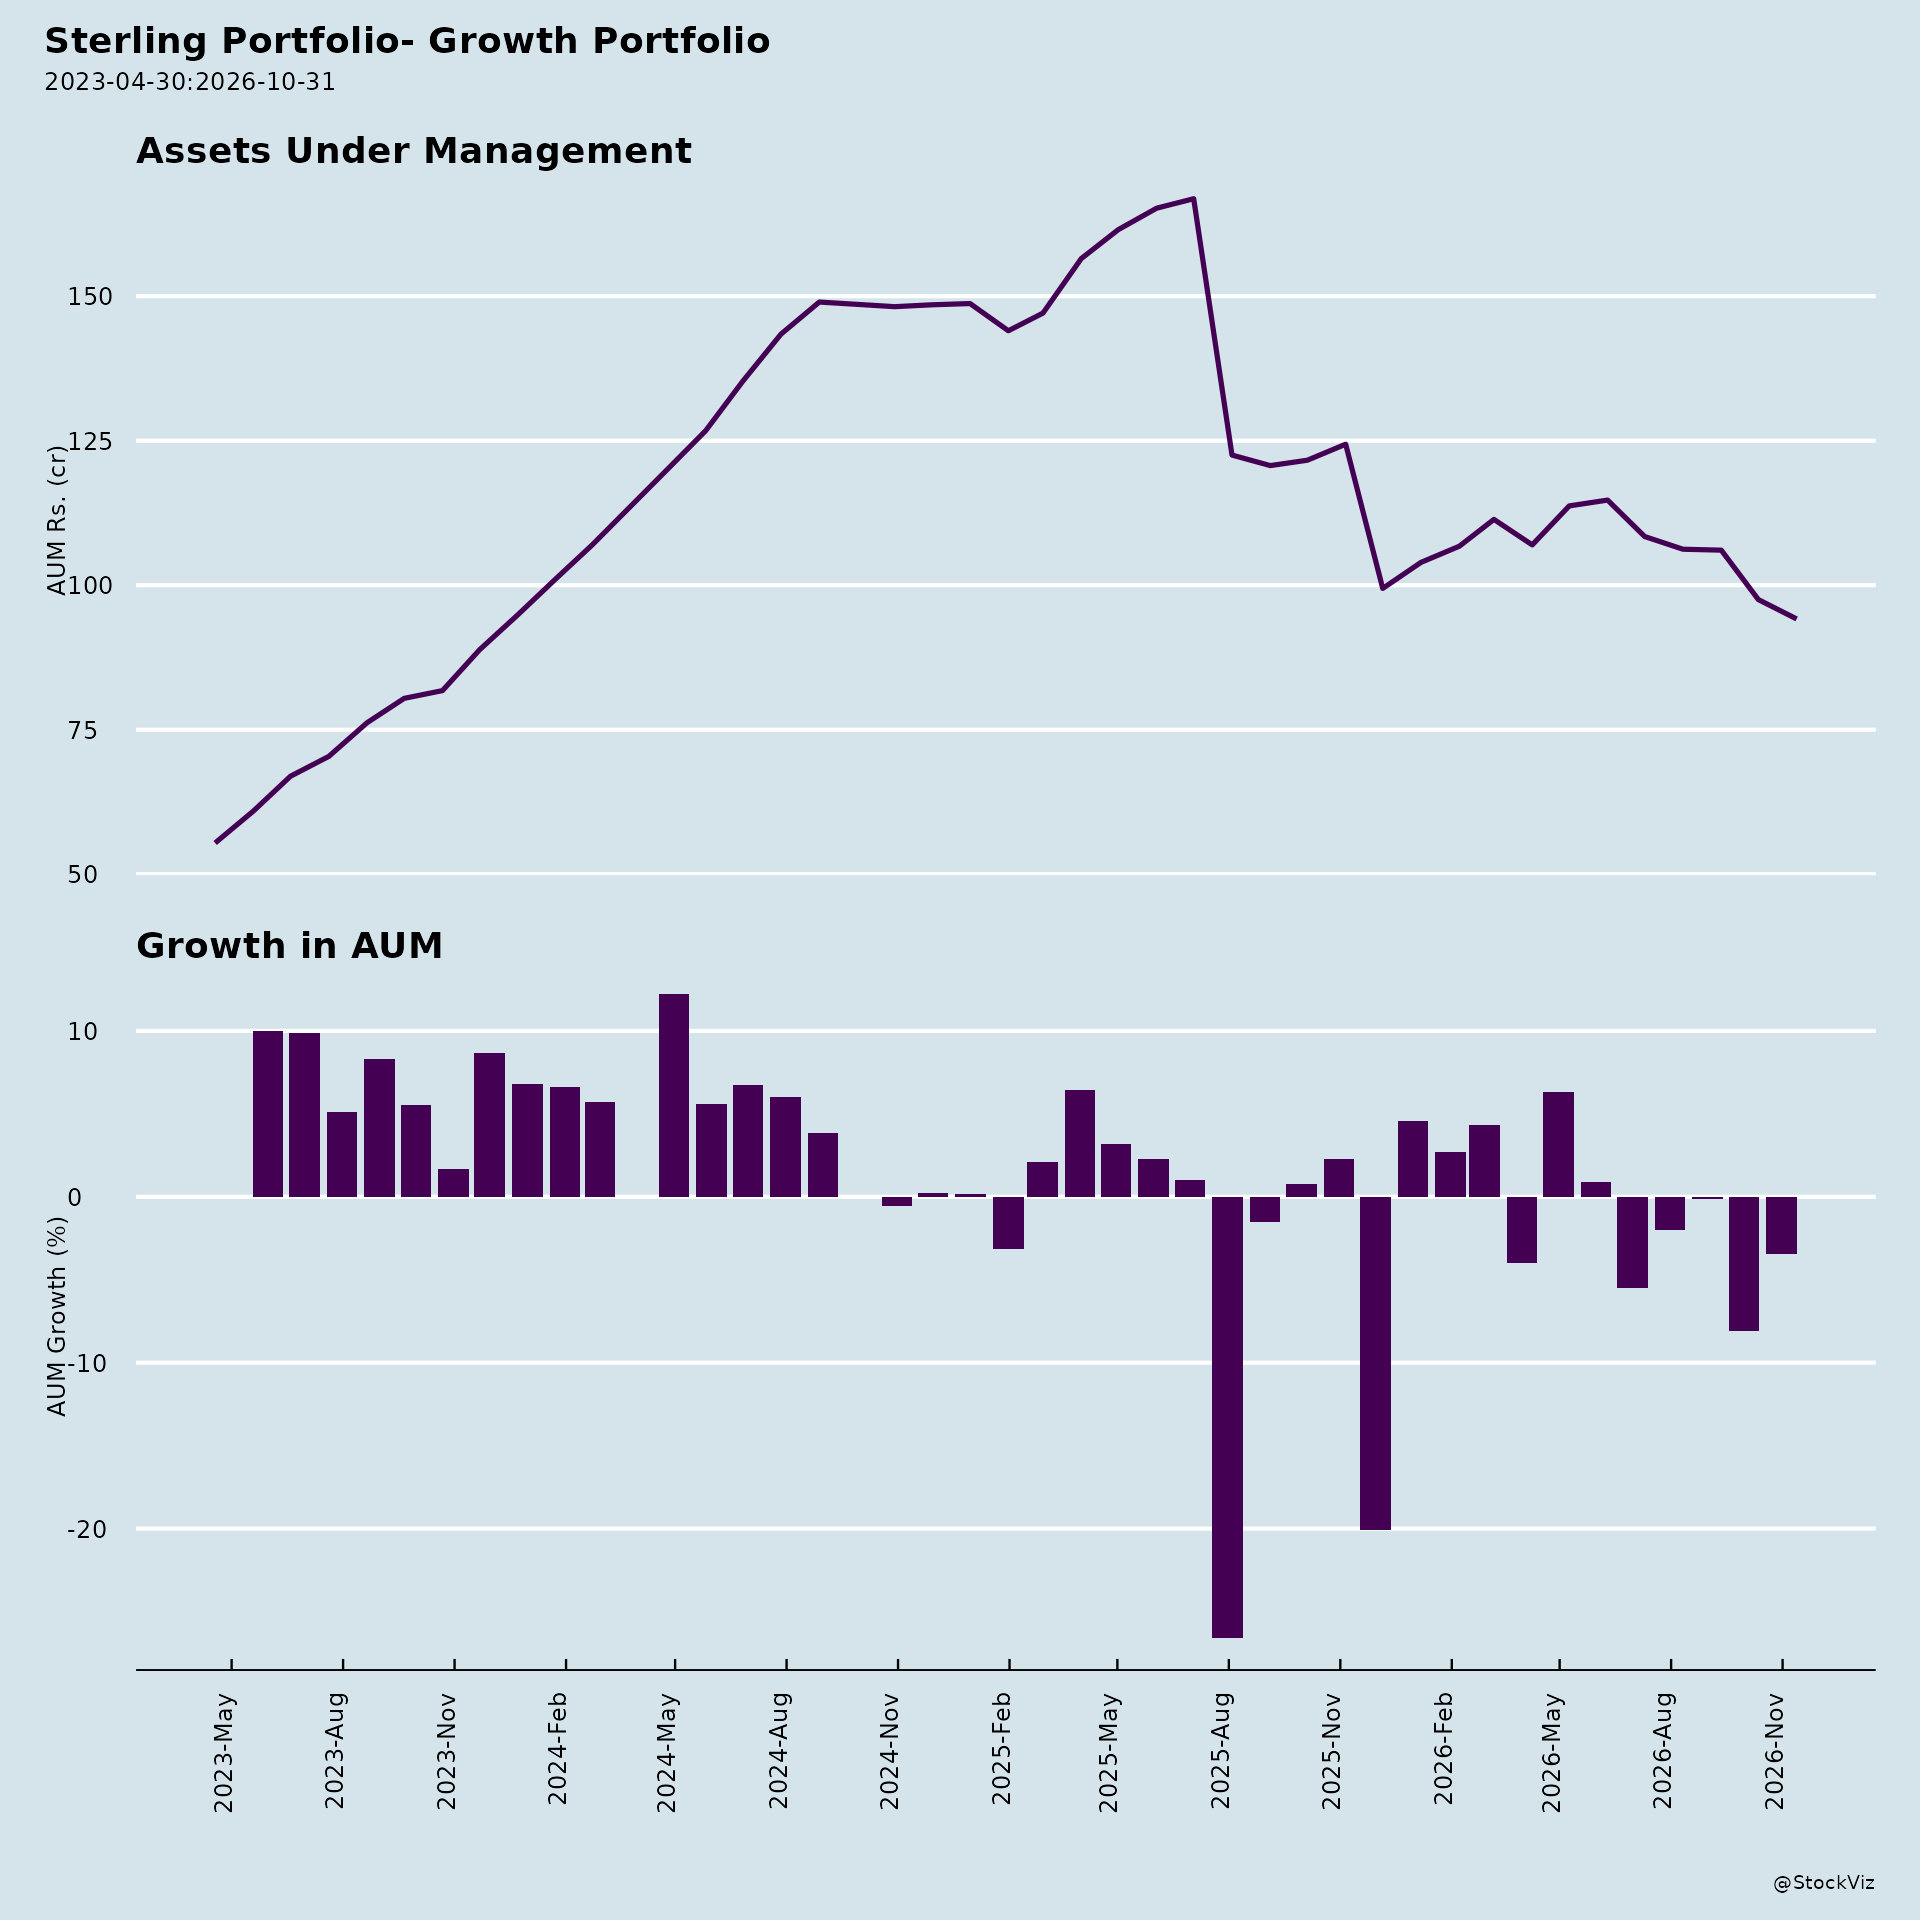 Sterling Portfolio- Growth Portfolio
2023-04-30:2026-10-31
Assets Under Management
AUM Rs. (cr)
150
125
100
75
50
Growth in AUM
AUM Growth (%)
10
0
-10
-20
2023-May
2023-Aug
2023-Nov
2024-Feb
2024-May
2024-Aug
2024-Nov
2025-Feb
2025-May
2025-Aug
2025-Nov
2026-Feb
2026-May
2026-Aug
2026-Nov
@StockViz